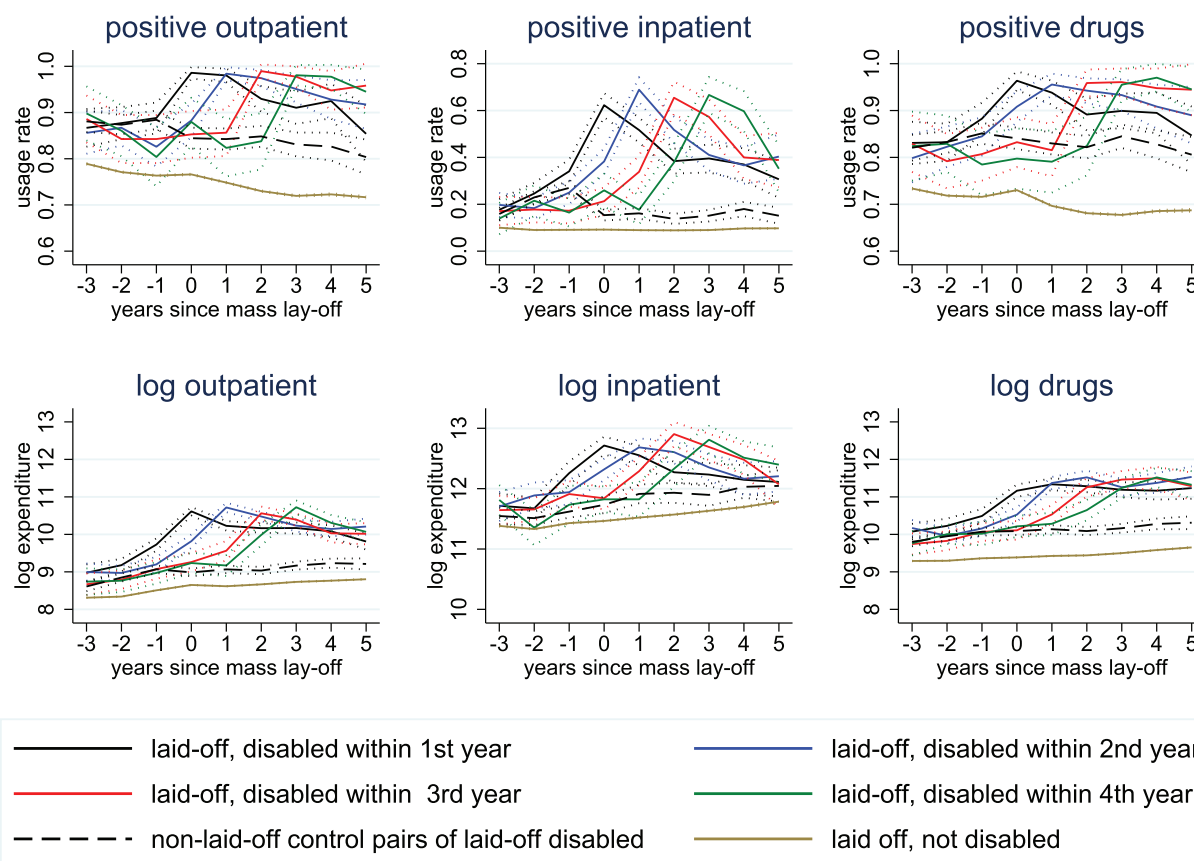 positive outpatient
usage rate
1.0
0.9
0.8
0.7
0.6
-3 -2 -1 0 1 2 3 4 5
years since mass lay-off
positive inpatient
usage rate
0.8
0.6
0.4
0.2
0.0
-3 -2 -1 0 1 2 3 4 5
years since mass lay-off
positive drugs
usage rate
1.0
0.9
0.8
0.7
0.6
-3 -2 -1 0 1 2 3 4 5
years since mass lay-off
log outpatient
log expenditure
13
12
11
10
9
8
-3 -2 -1 0 1 2 3 4 5
years since mass lay-off
log inpatient
log expenditure
13
12
11
10
-3 -2 -1 0 1 2 3 4 5
years since mass lay-off
log drugs
log expenditure
13
12
11
10
9
8
-3 -2 -1 0 1 2 3 4 5
years since mass lay-off
laid-off, disabled within 1st year
laid-off, disabled within 2nd year
laid-off, disabled within 3rd year
laid-off, disabled within 4th year
non-laid-off control pairs of laid-off disabled
laid off, not disabled